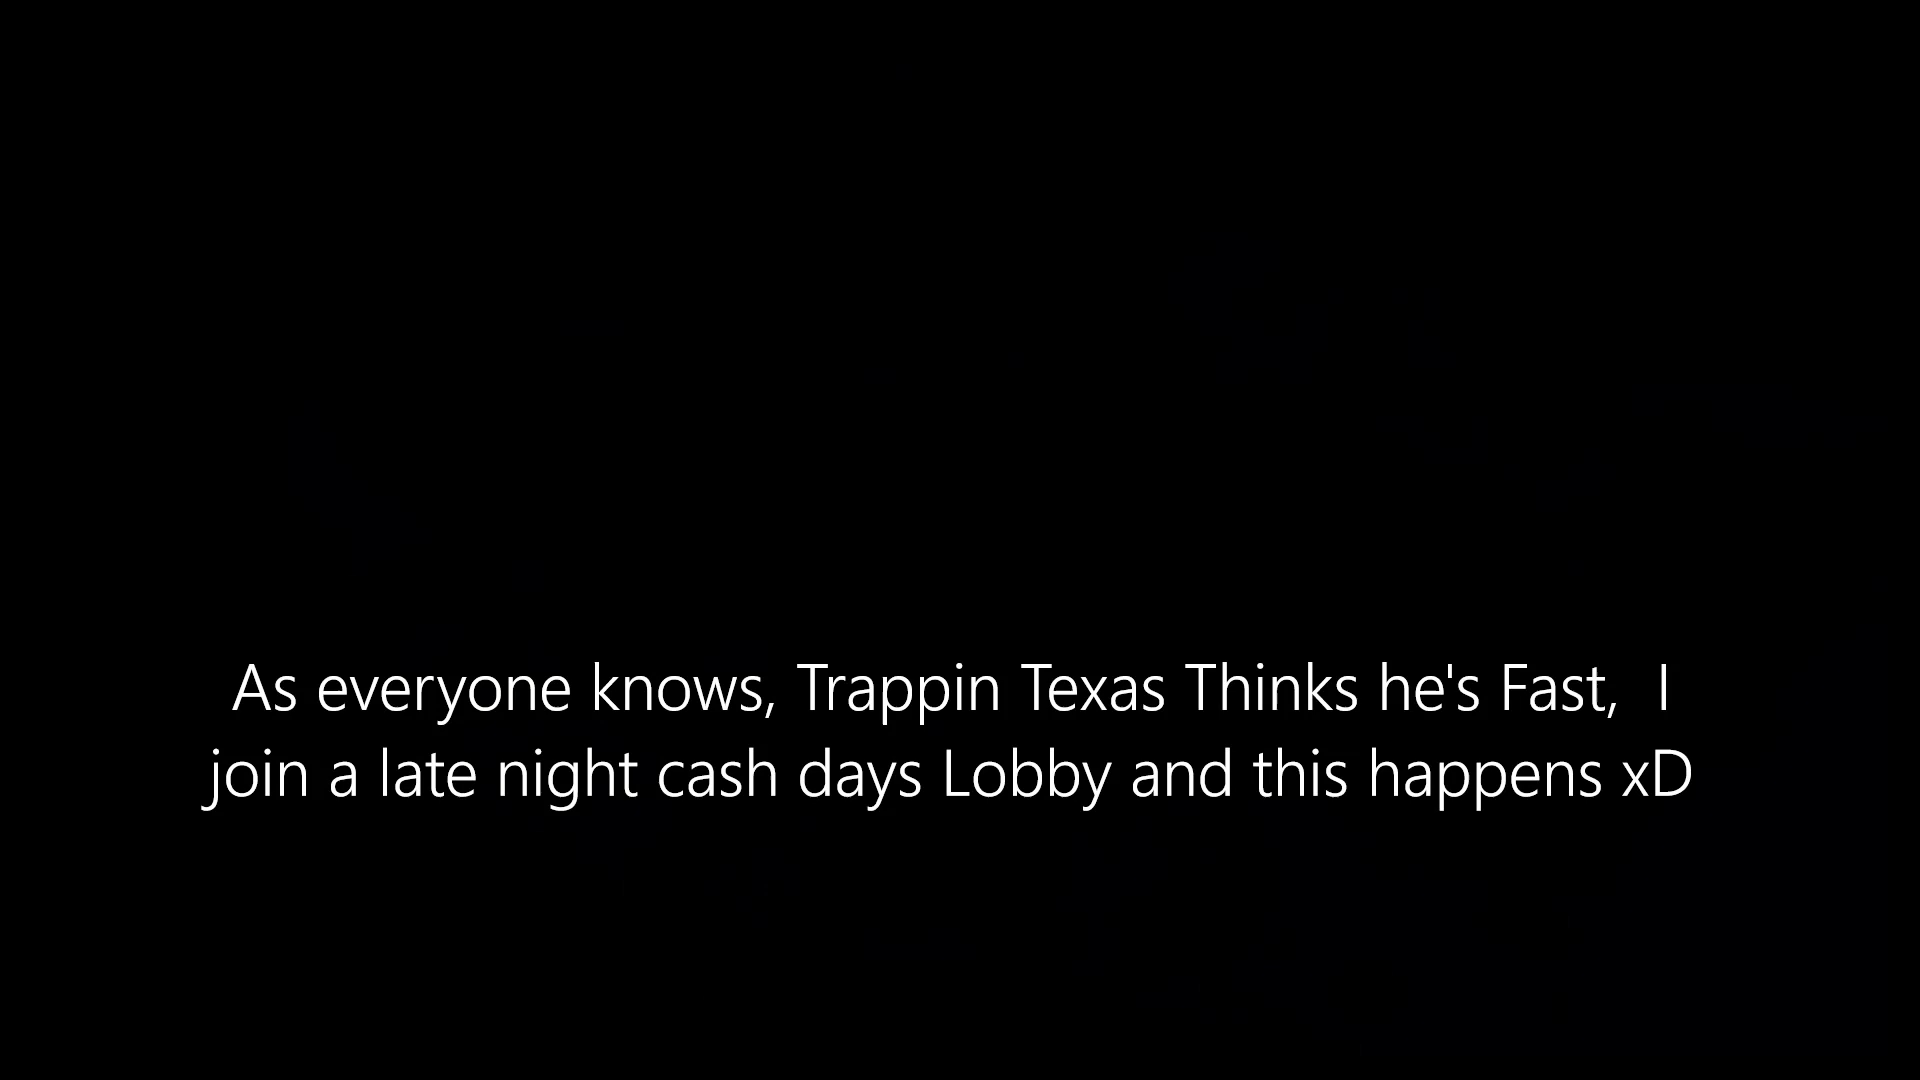 As everyone knows, Trappin Texas Thinks he's Fast,  I
join a late night cash days Lobby and this happens xD